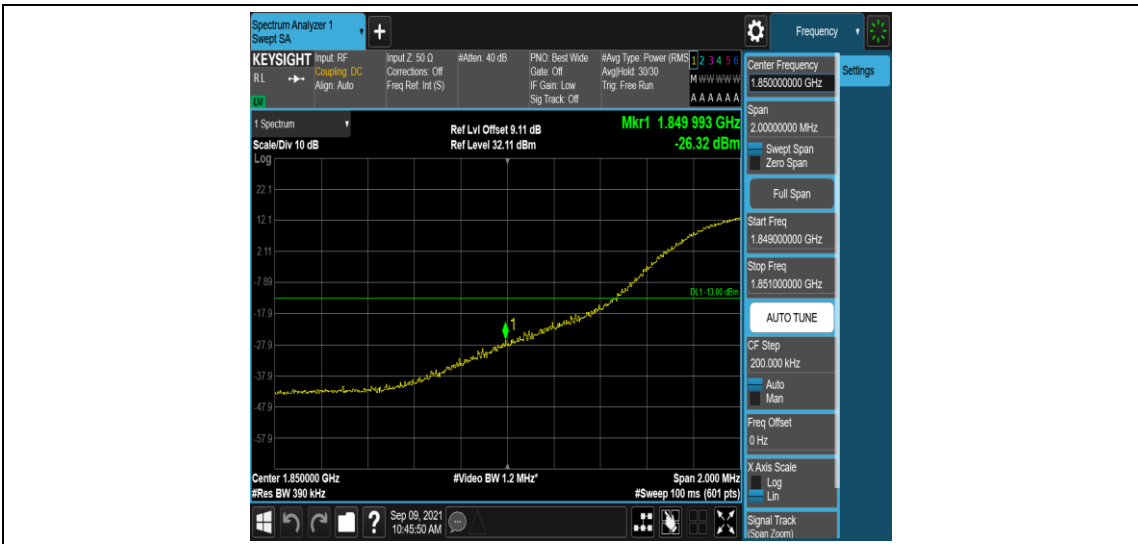 Spectrum Analyzer 1
Swept SA
Frequency
KEYSIGHT
RL
LXI
Input: RF
Coupling: DC
Align: Auto
Input Z: 50 Ω
Corrections: Off
Freq Ref: Int (S)
#Atten: 40 dB
PNO: Best Wide
Gate: Off
IF Gain: Low
Sig Track: Off
#Avg Type: Power (RMS
Avg|Hold: 30/30
Trig: Free Run
1 2 3 4 5 6
M W W W W W
A A A A A A
Center Frequency
1.850000000 GHz
Settings
1 Spectrum
Ref Lvl Offset 9.11 dB
Mkr1 1.849 993 GHz
Scale/Div 10 dB
Ref Level 32.11 dBm
-26.32 dBm
Log
22.1
12.1
2.11
-7.89
-17.9
-27.9
-37.9
-47.9
-57.9
DL1 -13.00 dBm
1
Span
2.00000000 MHz
Swept Span
Zero Span
Full Span
Start Freq
1.849000000 GHz
Stop Freq
1.851000000 GHz
AUTO TUNE
CF Step
200.000 kHz
Auto
Man
Freq Offset
0 Hz
X Axis Scale
Log
Lin
Signal Track
(Span Zoom)
Center 1.850000 GHz
#Video BW 1.2 MHz*
Span 2.000 MHz
#Res BW 390 kHz
#Sweep 100 ms (601 pts)
?
Sep 09, 2021
10:45:50 AM